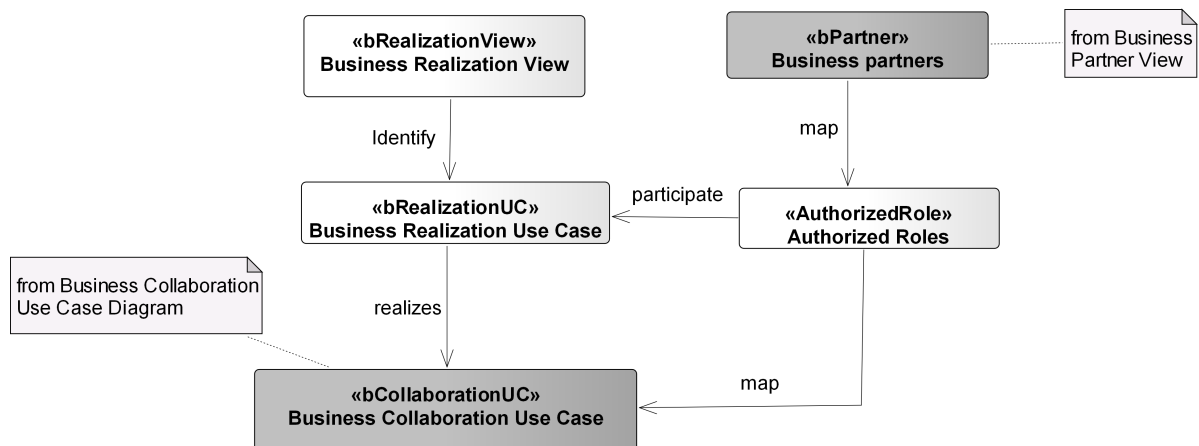 «bRealizationView»
Business Realization View
«bPartner»
Business partners
from Business
Partner View
Identify
map
«bRealizationUC»
Business Realization Use Case
participate
«AuthorizedRole»
Authorized Roles
from Business Collaboration
Use Case Diagram
realizes
map
«bCollaborationUC»
Business Collaboration Use Case